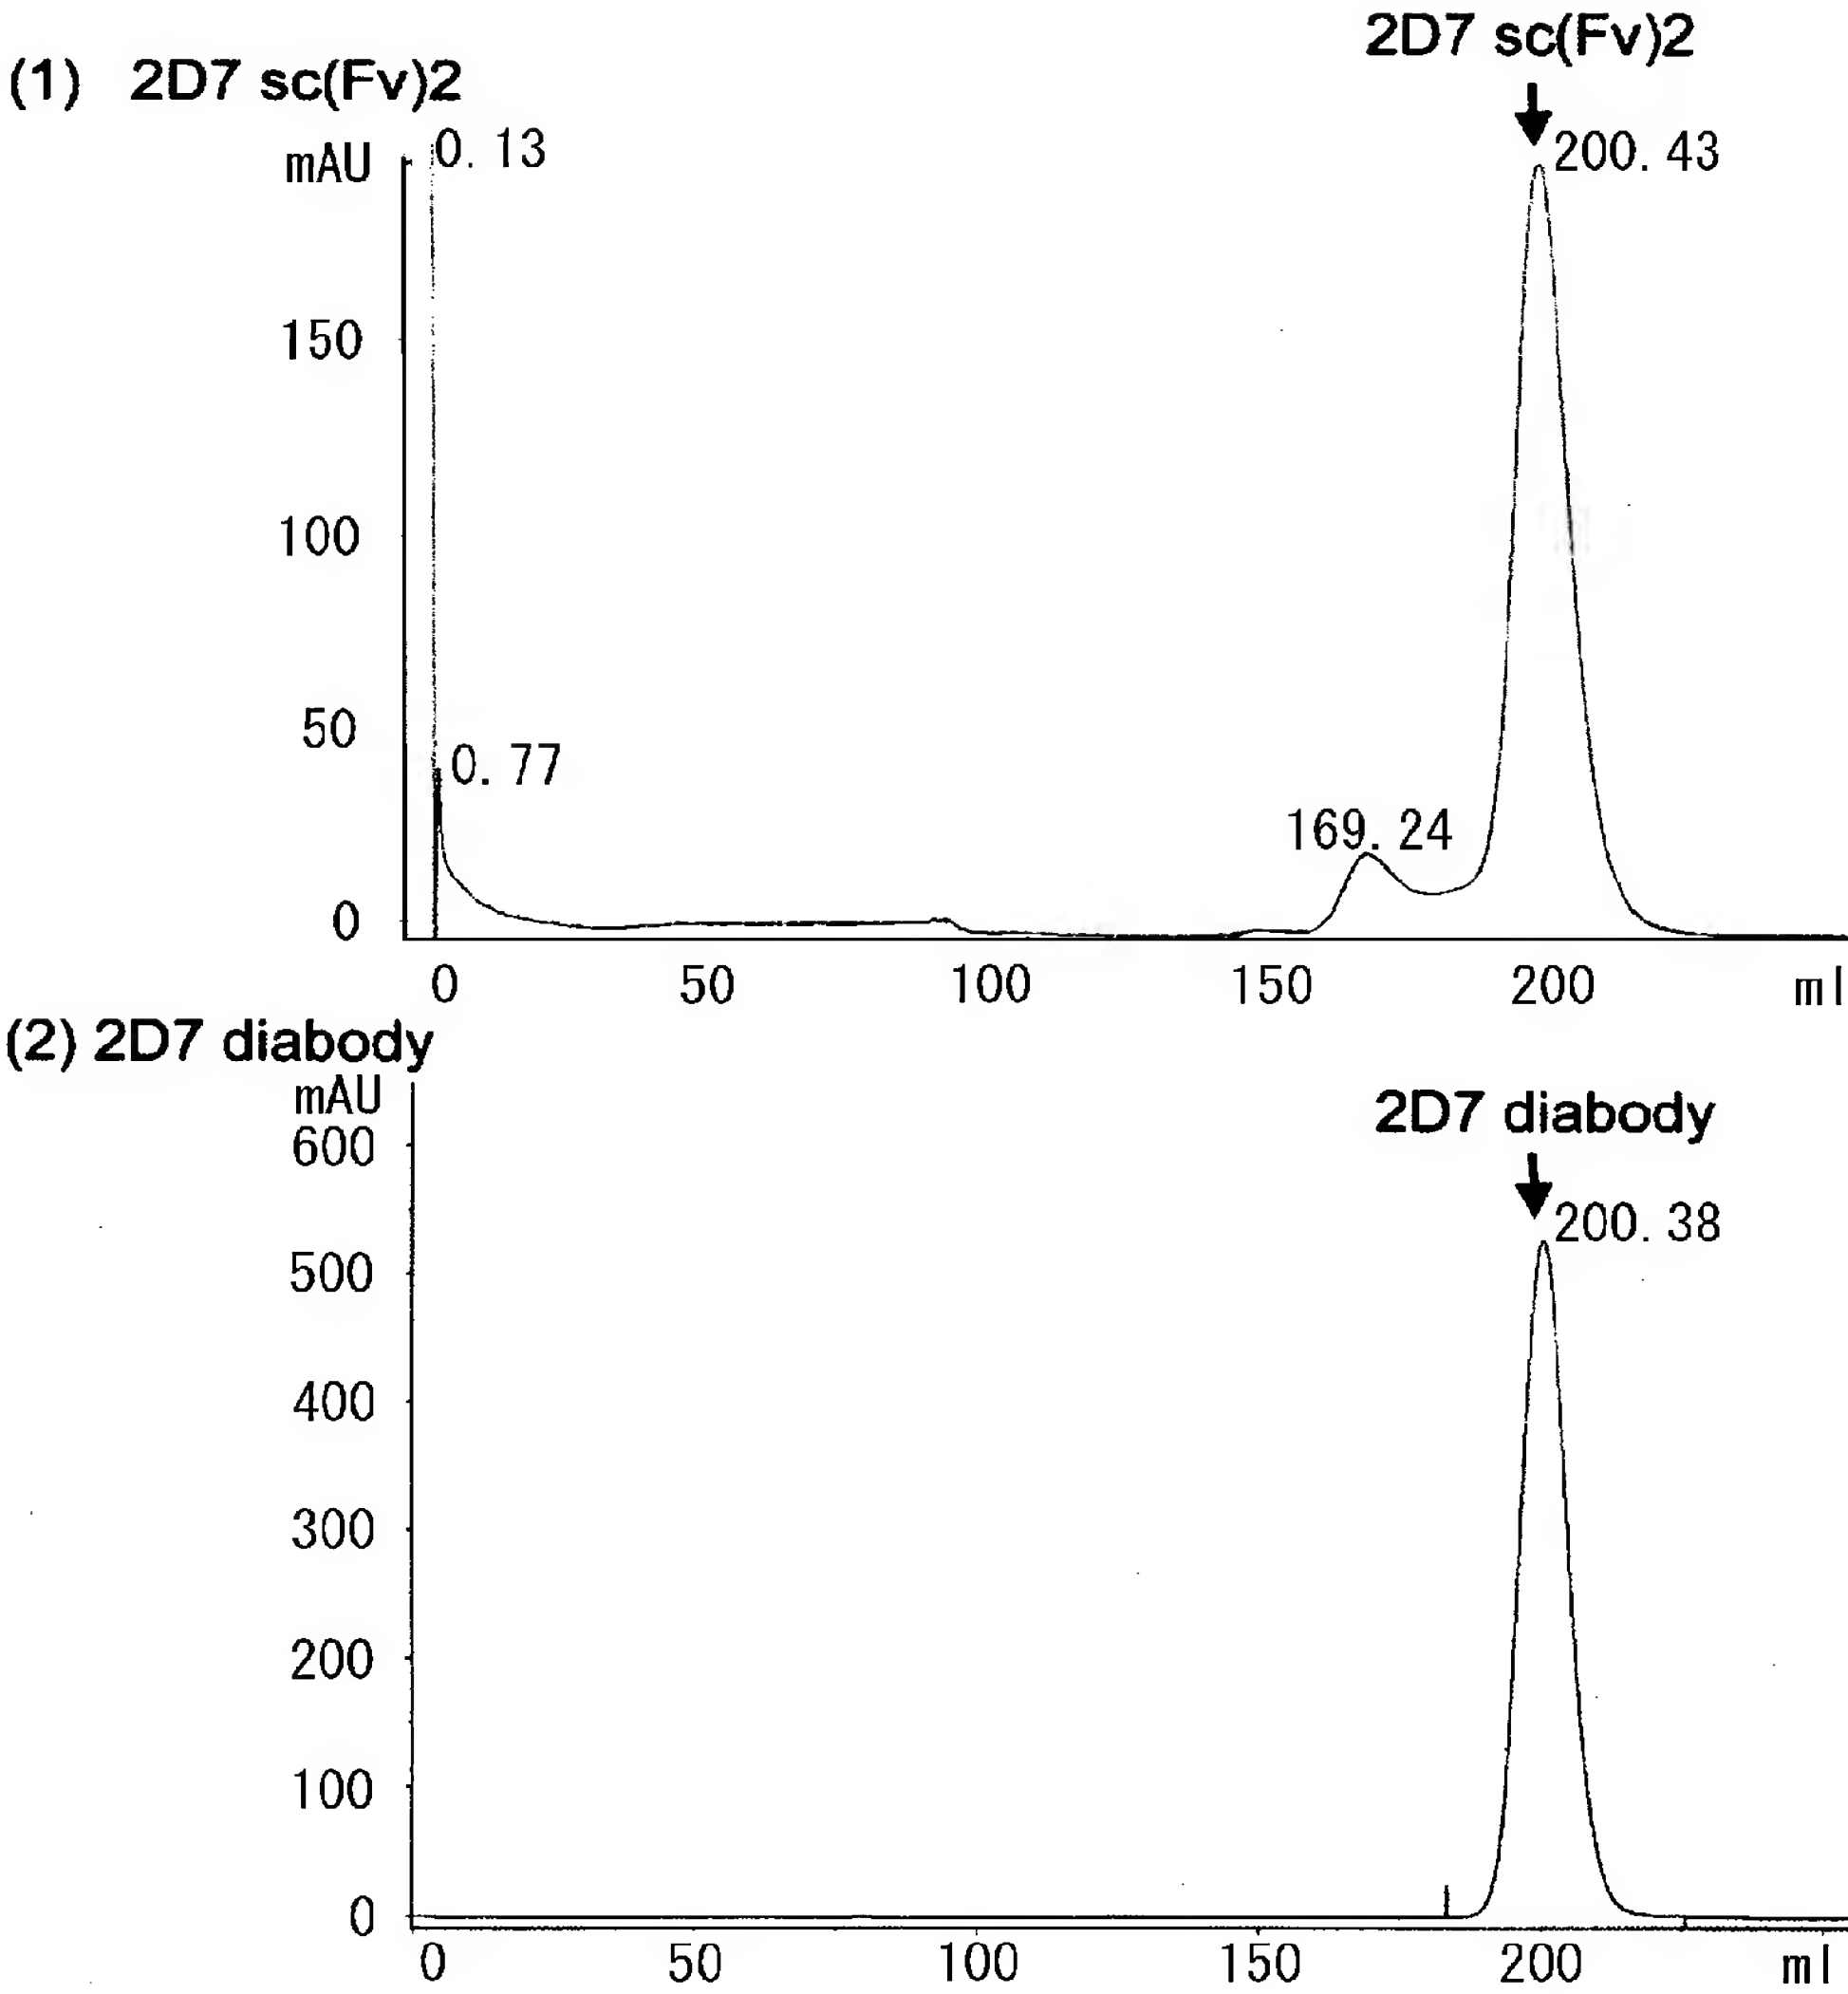 2D7 sc(Fv)2
(1) 2D7 sc(Fv)2
mAU
0.13
200.43
150
100
50
0.77
169.24
0
0 50 100 150 200 ml
(2) 2D7 diabody
mAU
2D7 diabody
600
200.38
500
400
300
200
100
0
0 50 100 150 200 ml